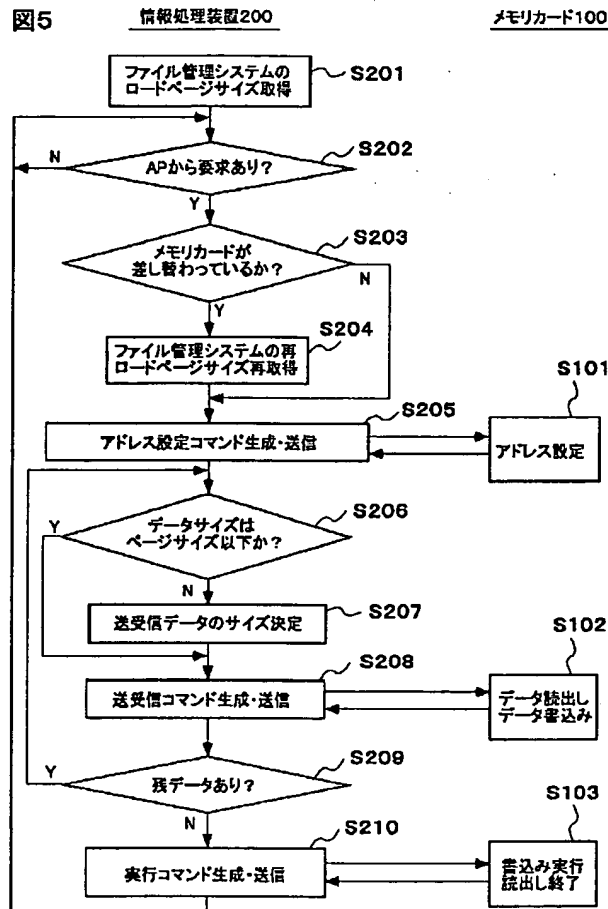 図5
情報処理装置200
メモリカード100
ファイル管理システムの
ロードページサイズ取得
S201
S202
N
APから要求あり?
Y
S203
メモリカードが
差し替わっているか?
N
Y
S204
ファイル管理システムの再
ロードページサイズ再取得
S101
S205
アドレス設定コマンド生成・送信
アドレス設定
S206
Y
データサイズは
ページサイズ以下か?
N
S207
送受信データのサイズ決定
S102
S208
送受信コマンド生成・送信
データ読出し
データ書込み
S209
Y
残データあり?
N
S103
S210
実行コマンド生成・送信
書込み実行
読出し終了